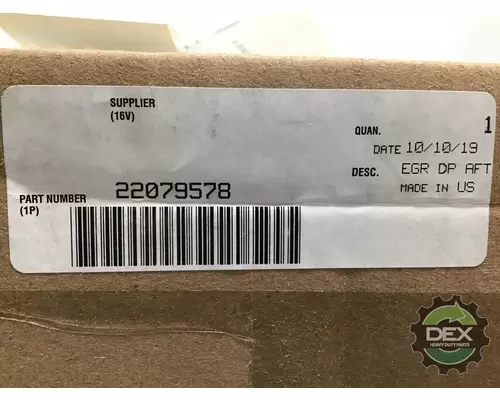 SUPPLIER
(16V)
QUAN. 1
DATE 10/10/19
DESC. EGR DP AFT
MADE IN US
PART NUMBER 22079578
(1P)
DEX
HEAVY DUTY PARTS